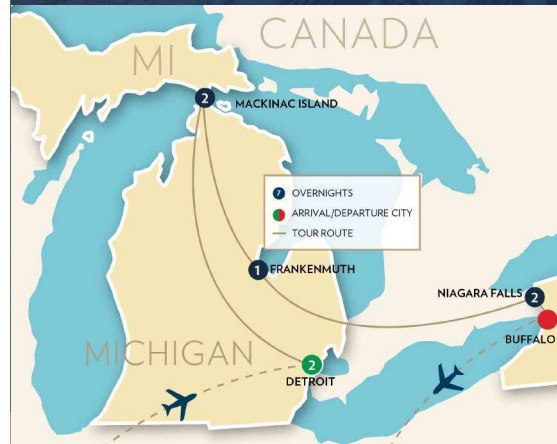 CANADA
MI
2
MACKINAC ISLAND
7 OVERNIGHTS
ARRIVAL/DEPARTURE CITY
TOUR ROUTE
1 FRANKENMUTH
NIAGARA FALLS 2
BUFFALO
MICHIGAN
2
DETROIT